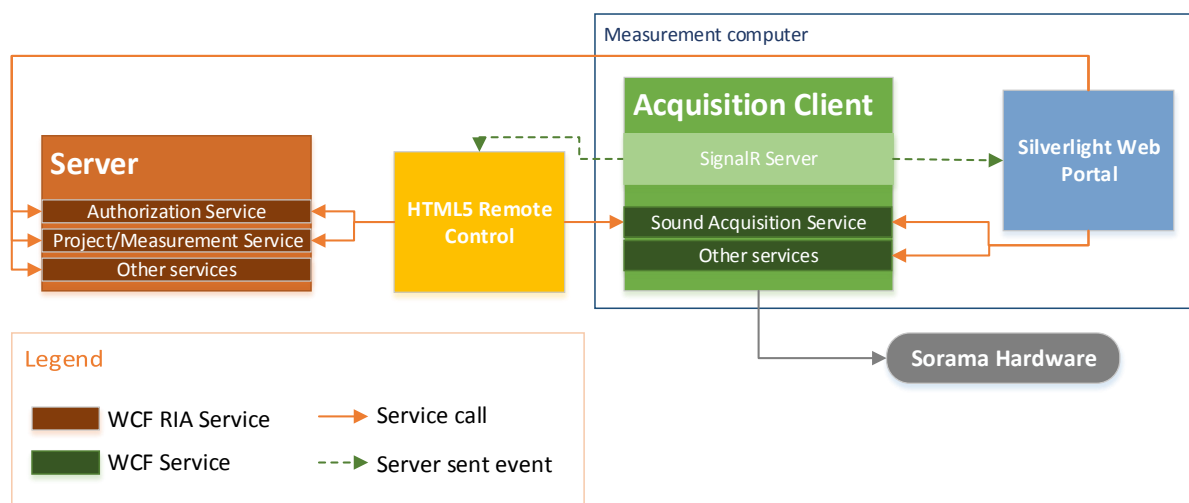 Measurement computer
Server
Authorization Service
Project/Measurement Service
Other services
HTML5 Remote
Control
Acquisition Client
SignalR Server
Sound Acquisition Service
Other services
Silverlight Web
Portal
Sorama Hardware
Legend
WCF RIA Service
Service call
WCF Service
Server sent event